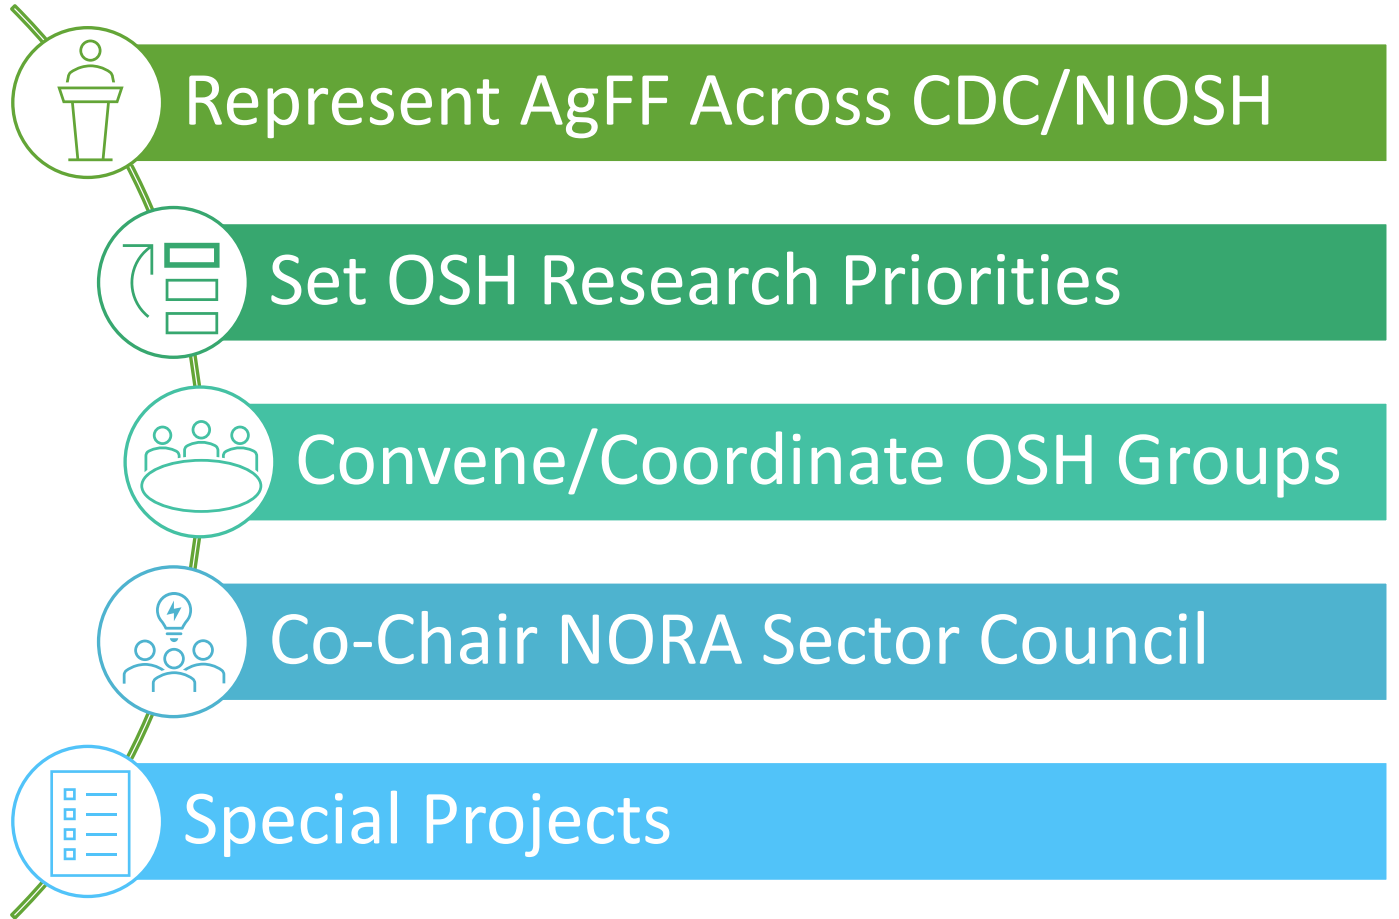 Represent AgFF Across CDC/NIOSH
Set OSH Research Priorities
Convene/Coordinate OSH Groups
Co-Chair NORA Sector Council
Special Projects